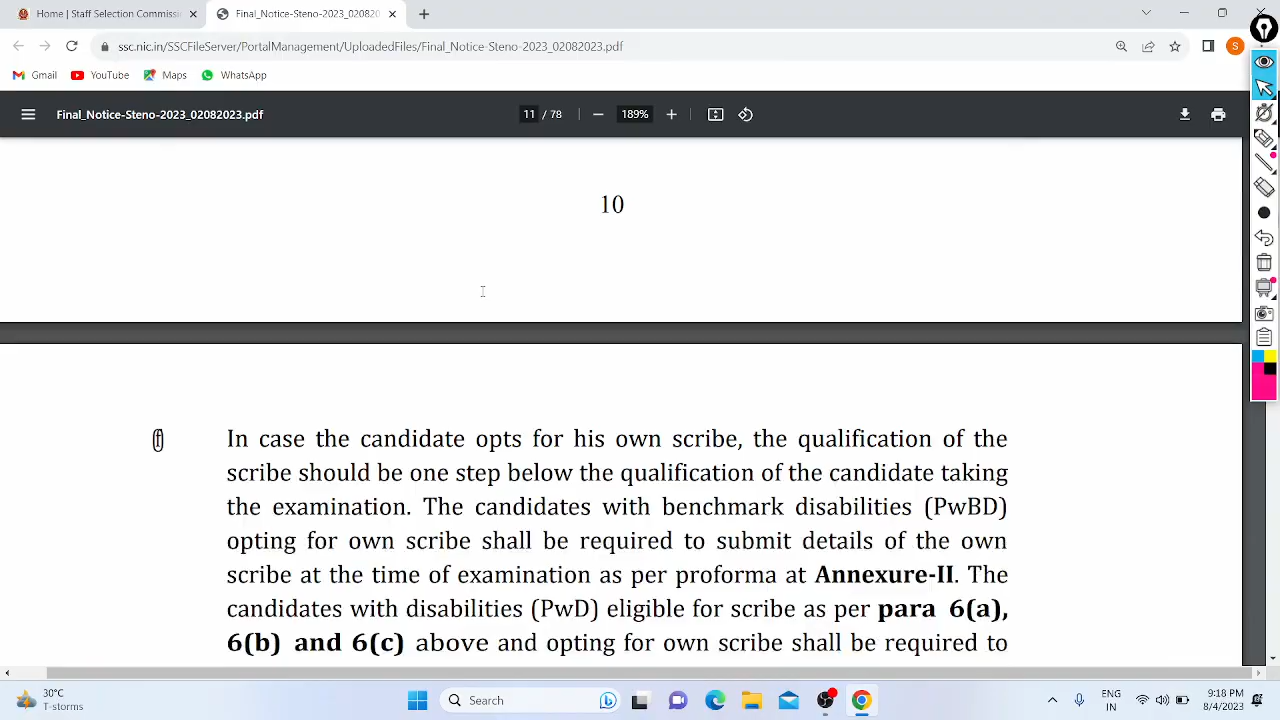 Home | Staff Selection Commissi
Final_Notice-Steno-2023_020820
ssc.nic.in/SSCFileServer/PortalManagement/UploadedFiles/Final_Notice-Steno-2023_02082023.pdf
S
Gmail
YouTube
Maps
WhatsApp
Final_Notice-Steno-2023_02082023.pdf
11 / 78
189%
10
(f) In case the candidate opts for his own scribe, the qualification of the
scribe should be one step below the qualification of the candidate taking
the examination. The candidates with benchmark disabilities (PwBD)
opting for own scribe shall be required to submit details of the own
scribe at the time of examination as per proforma at Annexure-II. The
candidates with disabilities (PwD) eligible for scribe as per para 6(a),
6(b) and 6(c) above and opting for own scribe shall be required to
30°C
T-storms
Search
ENG
IN
9:18 PM
8/4/2023